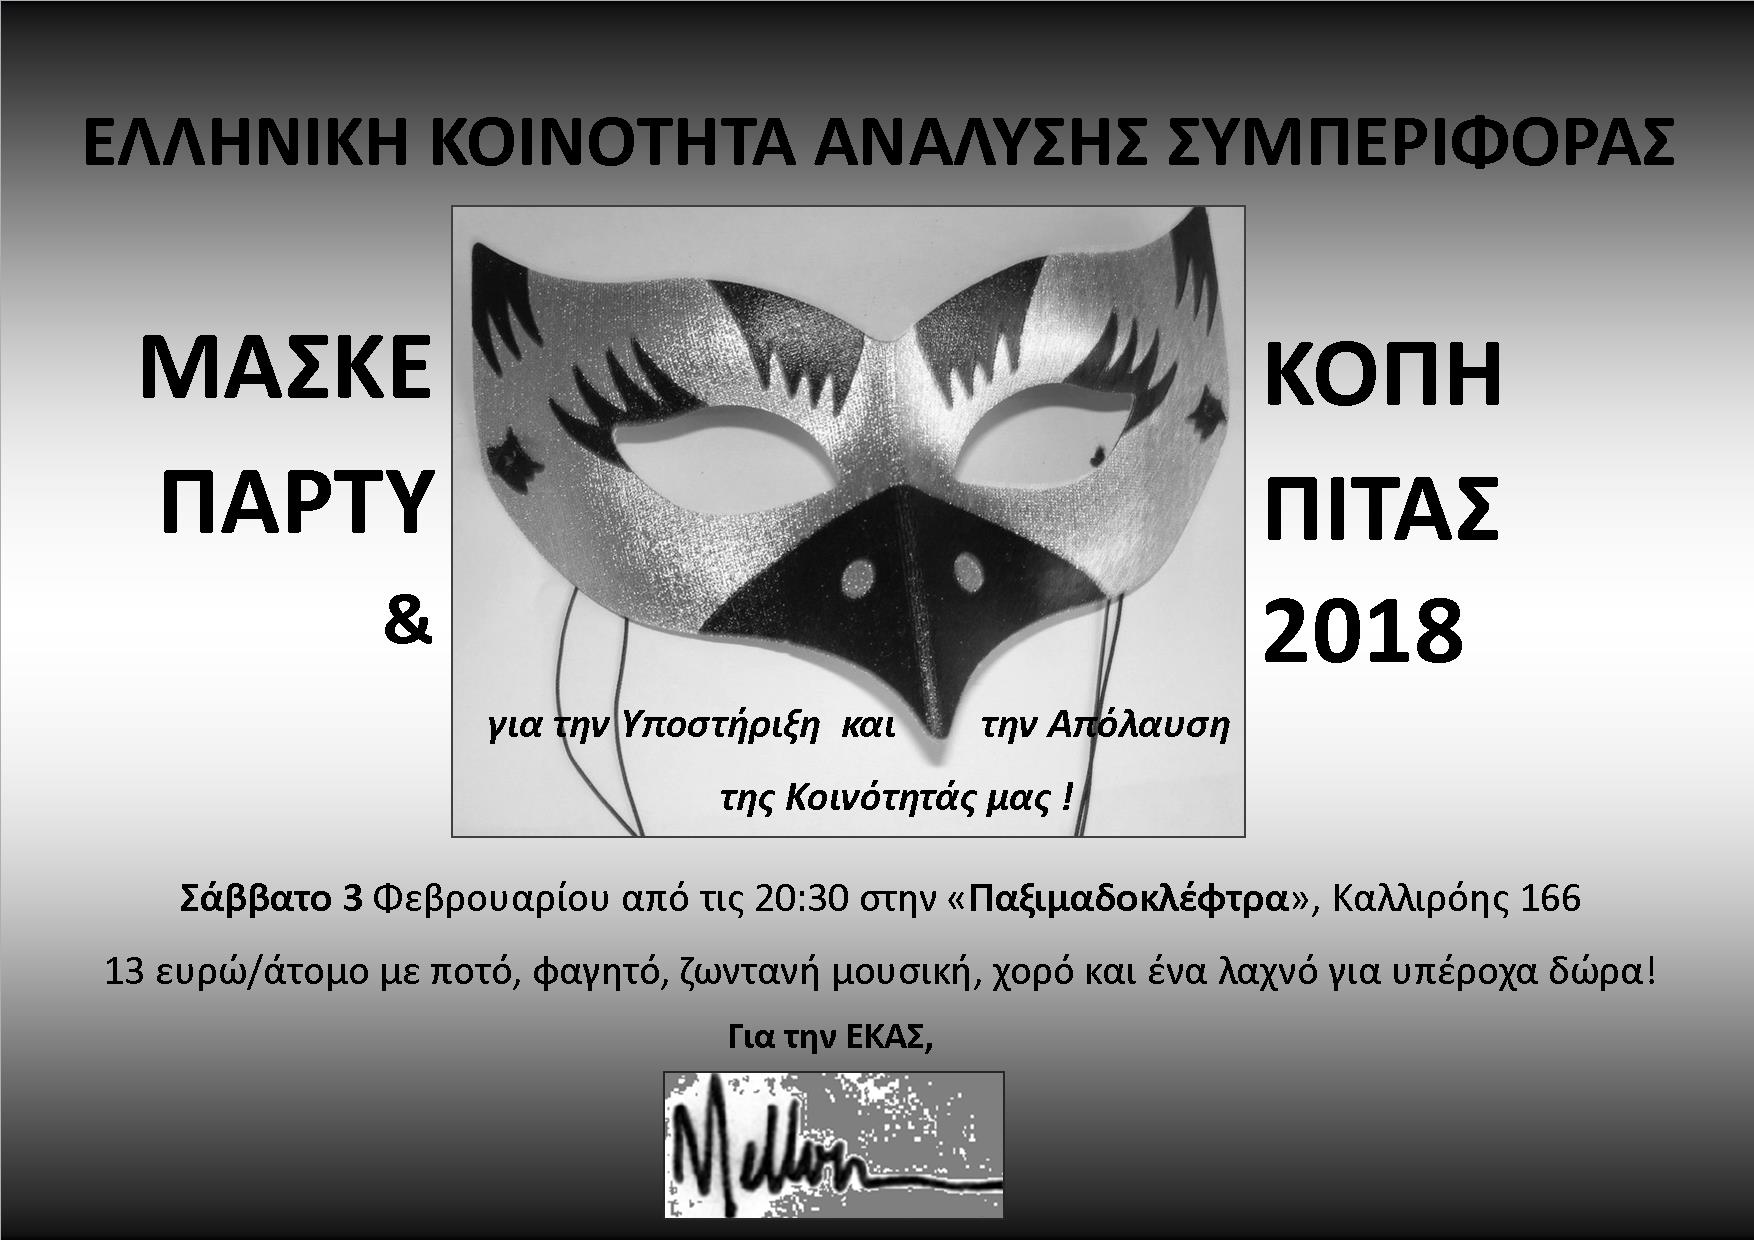 ΕΛΛΗΝΙΚΗ ΚΟΙΝΟΤΗΤΑ ΑΝΑΛΥΣΗΣ ΣΥΜΠΕΡΙΦΟΡΑΣ
ΜΑΣΚΕ
ΠΑΡΤΥ
&
ΚΟΠΗ
ΠΙΤΑΣ
2018
για την Υποστήριξη και την Απόλαυση
της Κοινότητάς μας !
Σάββατο 3 Φεβρουαρίου από τις 20:30 στην «Παξιμαδοκλέφτρα», Καλλιρόης 166
13 ευρώ/άτομο με ποτό, φαγητό, ζωντανή μουσική, χορό και ένα λαχνό για υπέροχα δώρα!
Για την ΕΚΑΣ,
Mellon